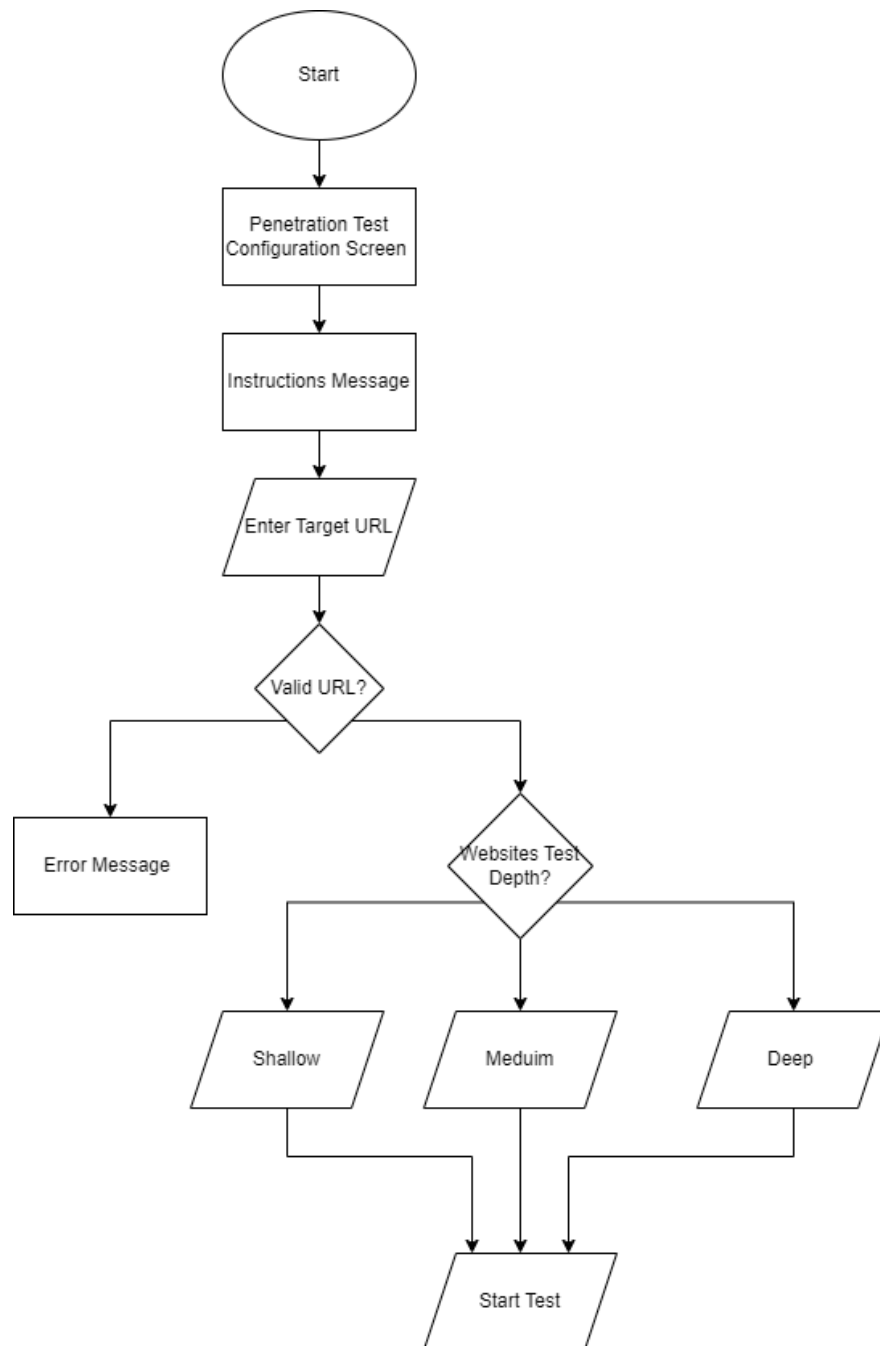 Start
Penetration Test
Configuration Screen
Instructions Message
Enter Target URL
Valid URL?
Error Message
Websites Test
Depth?
Shallow
Meduim
Deep
Start Test